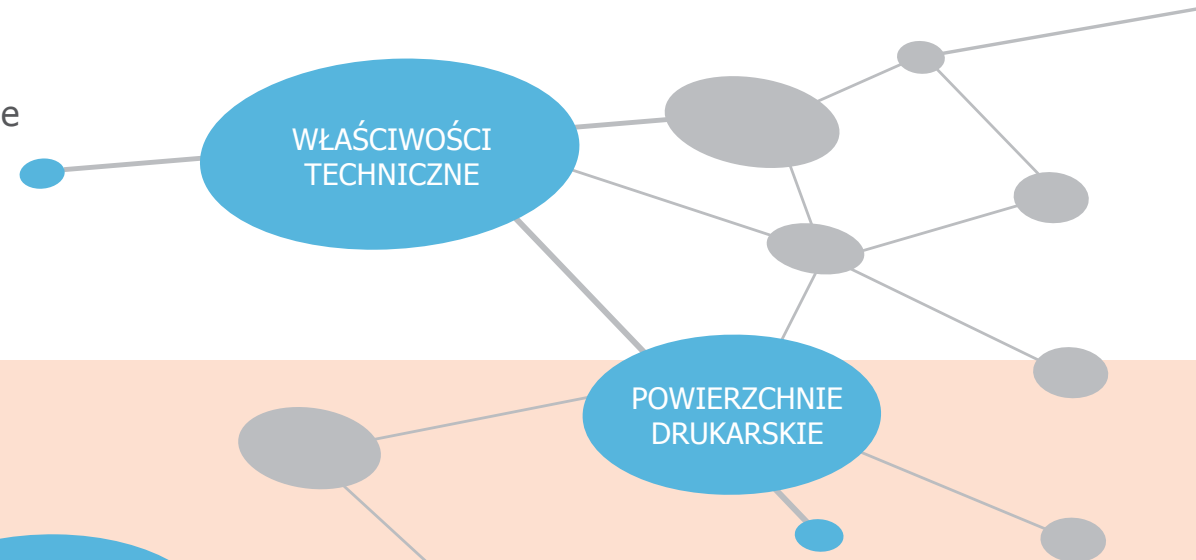 e
WŁAŚCIWOŚCI
TECHNICZNE
POWIERZCHNIE
DRUKARSKIE